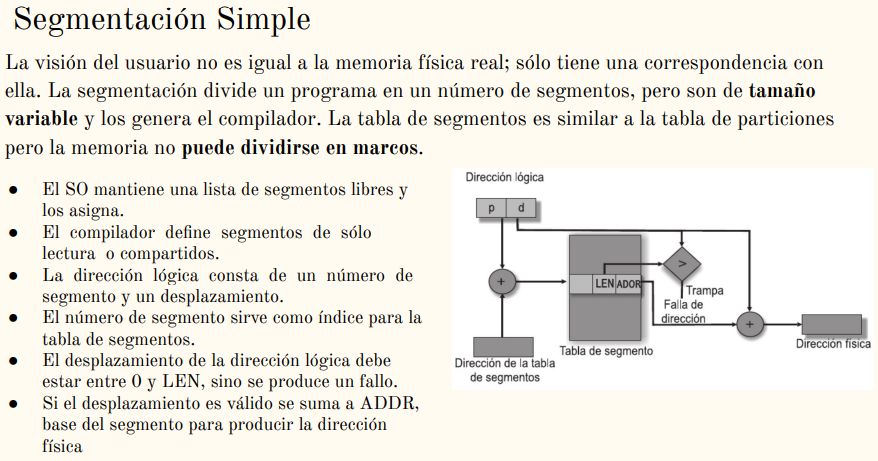 Segmentación Simple
La visión del usuario no es igual a la memoria física real; sólo tiene una correspondencia con
ella. La segmentación divide un programa en un número de segmentos, pero son de tamaño
variable y los genera el compilador. La tabla de segmentos es similar a la tabla de particiones
pero la memoria no puede dividirse en marcos.
● El SO mantiene una lista de segmentos libres y
los asigna.
● El compilador define segmentos de sólo
lectura o compartidos.
● La dirección lógica consta de un número de
segmento y un desplazamiento.
● El número de segmento sirve como índice para la
tabla de segmentos.
● El desplazamiento de la dirección lógica debe
estar entre 0 y LEN, sino se produce un fallo.
● Si el desplazamiento es válido se suma a ADDR,
base del segmento para producir la dirección
física
Dirección lógica
p d
+
LEN ADOR
>
Trampa
Falla de
dirección
+
Dirección física
Tabla de segmento
Dirección de la tabla
de segmentos